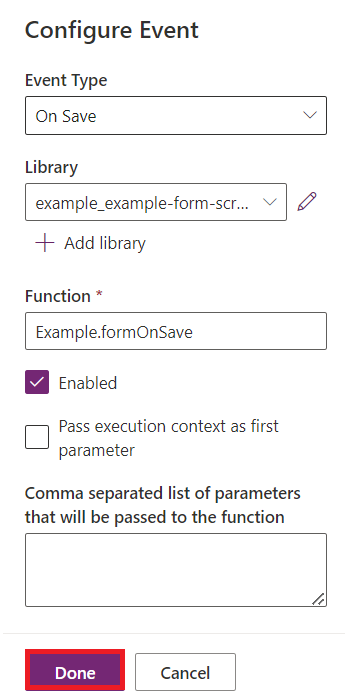 Configure Event
Event Type
On Save
Library
example_example-form-scr...
Add library
Function *
Example.formOnSave
Enabled
Pass execution context as first
parameter
Comma separated list of parameters
that will be passed to the function
Done
Cancel